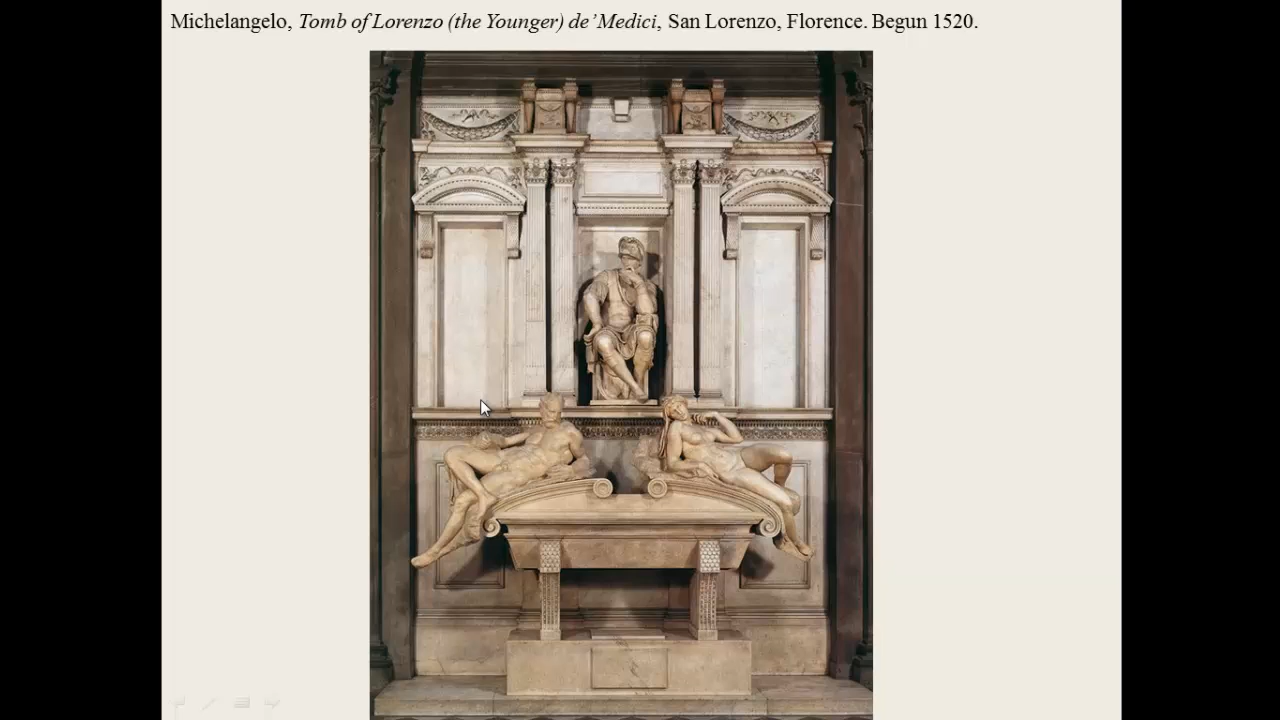 Michelangelo, Tomb of Lorenzo (the Younger) de’Medici, San Lorenzo, Florence. Begun 1520.